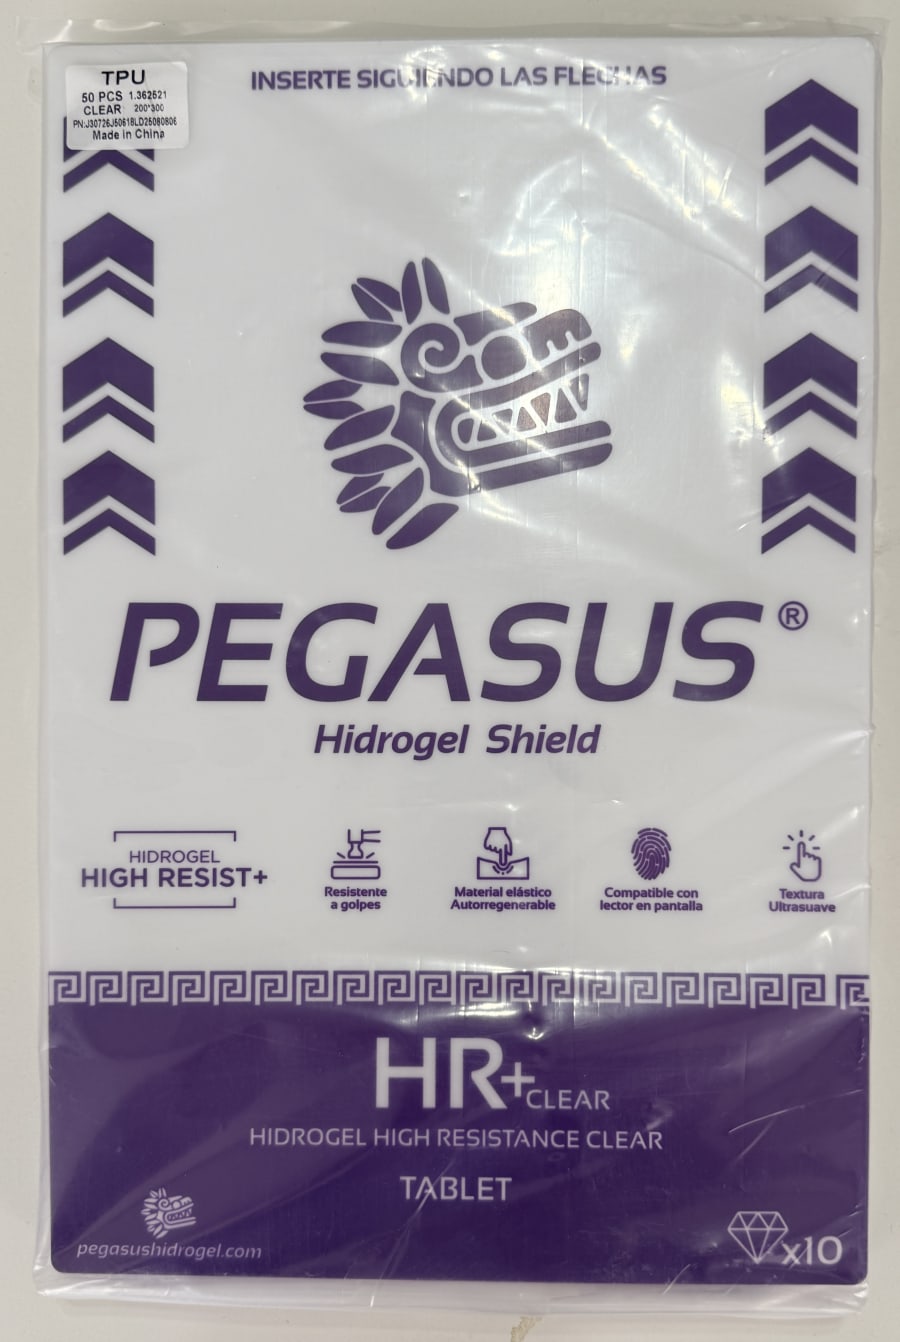 TPU
50 PCS 1.362521
CLEAR 200*300
PN:J30726J50618LD25080806
Made in China
INSERTE SIGUIENDO LAS FLECHAS
PEGASUS®
Hidrogel Shield
HIDROGEL
HIGH RESIST+
Resistente
a golpes
Material elástico
Autorregenerable
Compatible con
lector en pantalla
Textura
Ultrasuave
HR+CLEAR
HIDROGEL HIGH RESISTANCE CLEAR
TABLET
pegasushidrogel.com
x10